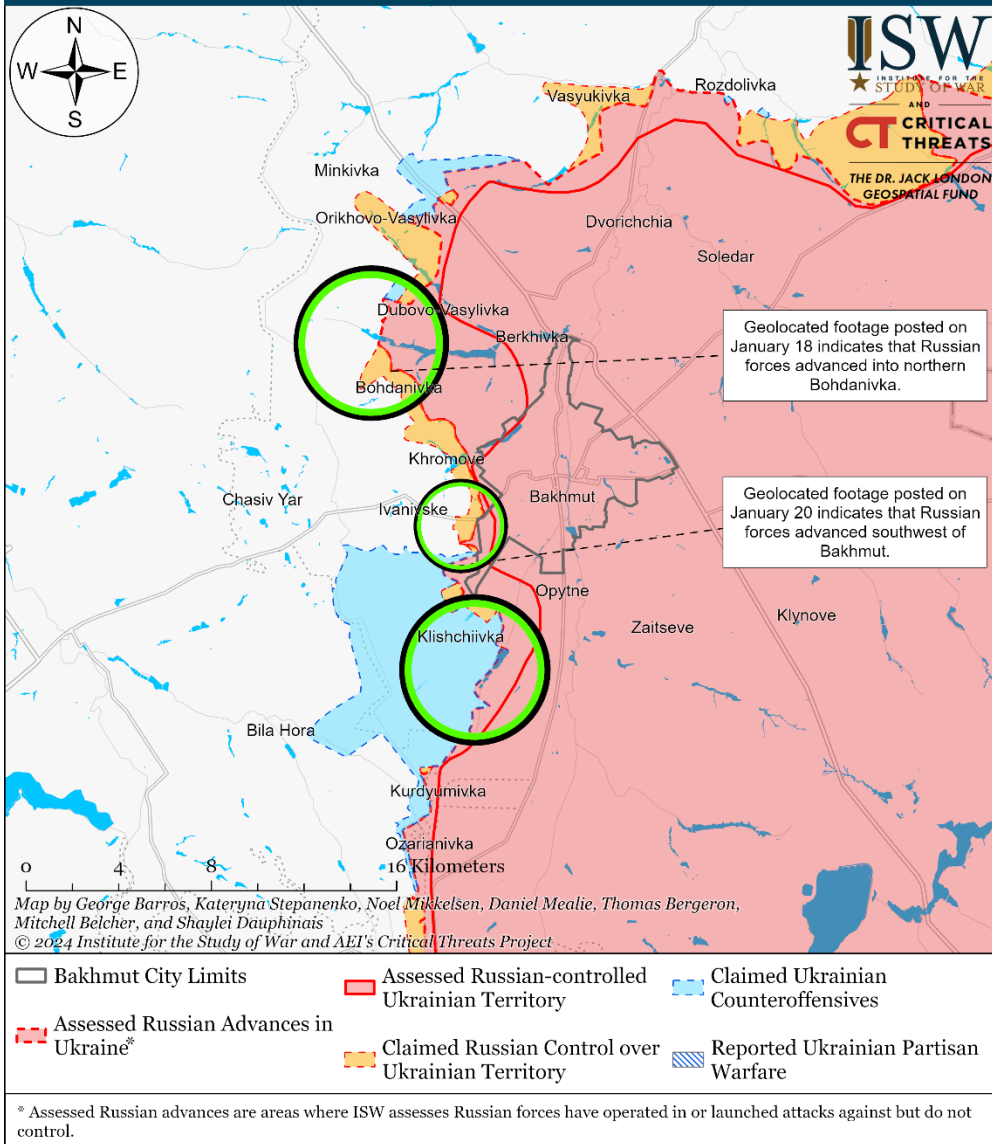 N
W E
S
ISW
INSTITUTE FOR THE
STUDY OF WAR
AND
CT CRITICAL
THREATS
THE DR. JACK LONDON
GEOSPATIAL FUND
Vasyukivka
Rozdolivka
Minkivka
Orikhovo-Vasylivka
Dvorichchia
Soledar
Dubovo-Vasylivka
Berkhivka
Geolocated footage posted on
January 18 indicates that Russian
forces advanced into northern
Bohdanivka.
Bohdanivka
Khromove
Chasiv Yar
Ivanivske
Bakhmut
Geolocated footage posted on
January 20 indicates that Russian
forces advanced southwest of
Bakhmut.
Opytne
Klishchiivka
Zaitseve
Klynove
Bila Hora
Kurdyumivka
Ozarianivka
0 4 8 16 Kilometers
Map by George Barros, Kateryna Stepanenko, Noel Mikkelsen, Daniel Mealie, Thomas Bergeron,
Mitchell Belcher, and Shaylei Dauphinais
© 2024 Institute for the Study of War and AEI's Critical Threats Project
Bakhmut City Limits
Assessed Russian Advances in
Ukraine*
Assessed Russian-controlled
Ukrainian Territory
Claimed Russian Control over
Ukrainian Territory
Claimed Ukrainian
Counteroffensives
Reported Ukrainian Partisan
Warfare
* Assessed Russian advances are areas where ISW assesses Russian forces have operated in or launched attacks against but do not
control.